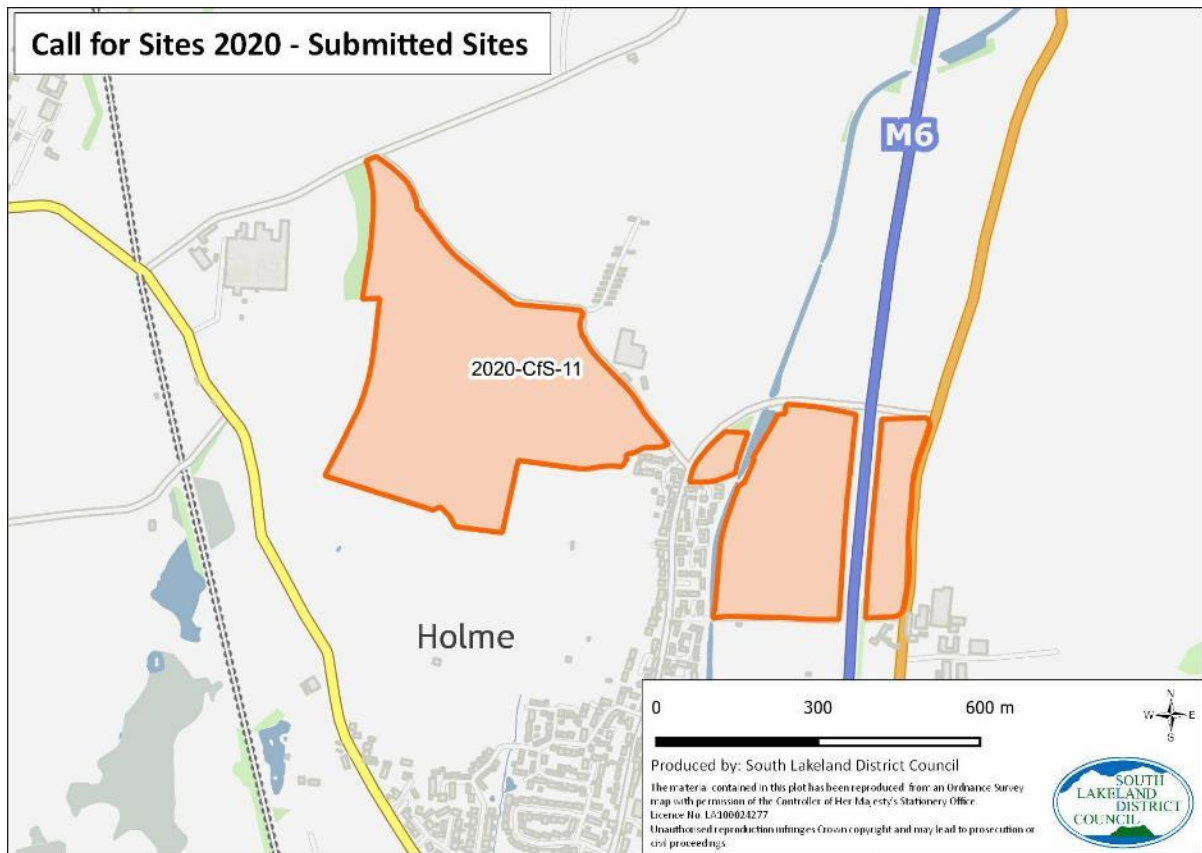 Call for Sites 2020 - Submitted Sites
M6
2020-CfS-11
Holme
0 300 600 m
N
W E
S
Produced by: South Lakeland District Council
The material contained in this plot has been reproduced from an Ordnance Survey
map with permission of the Controller of Her Majesty's Stationery Office.
Licence No. LA100024277
Unauthorised reproduction infringes Crown copyright and may lead to prosecution or
civil proceedings
SOUTH
LAKELAND
DISTRICT
COUNCIL